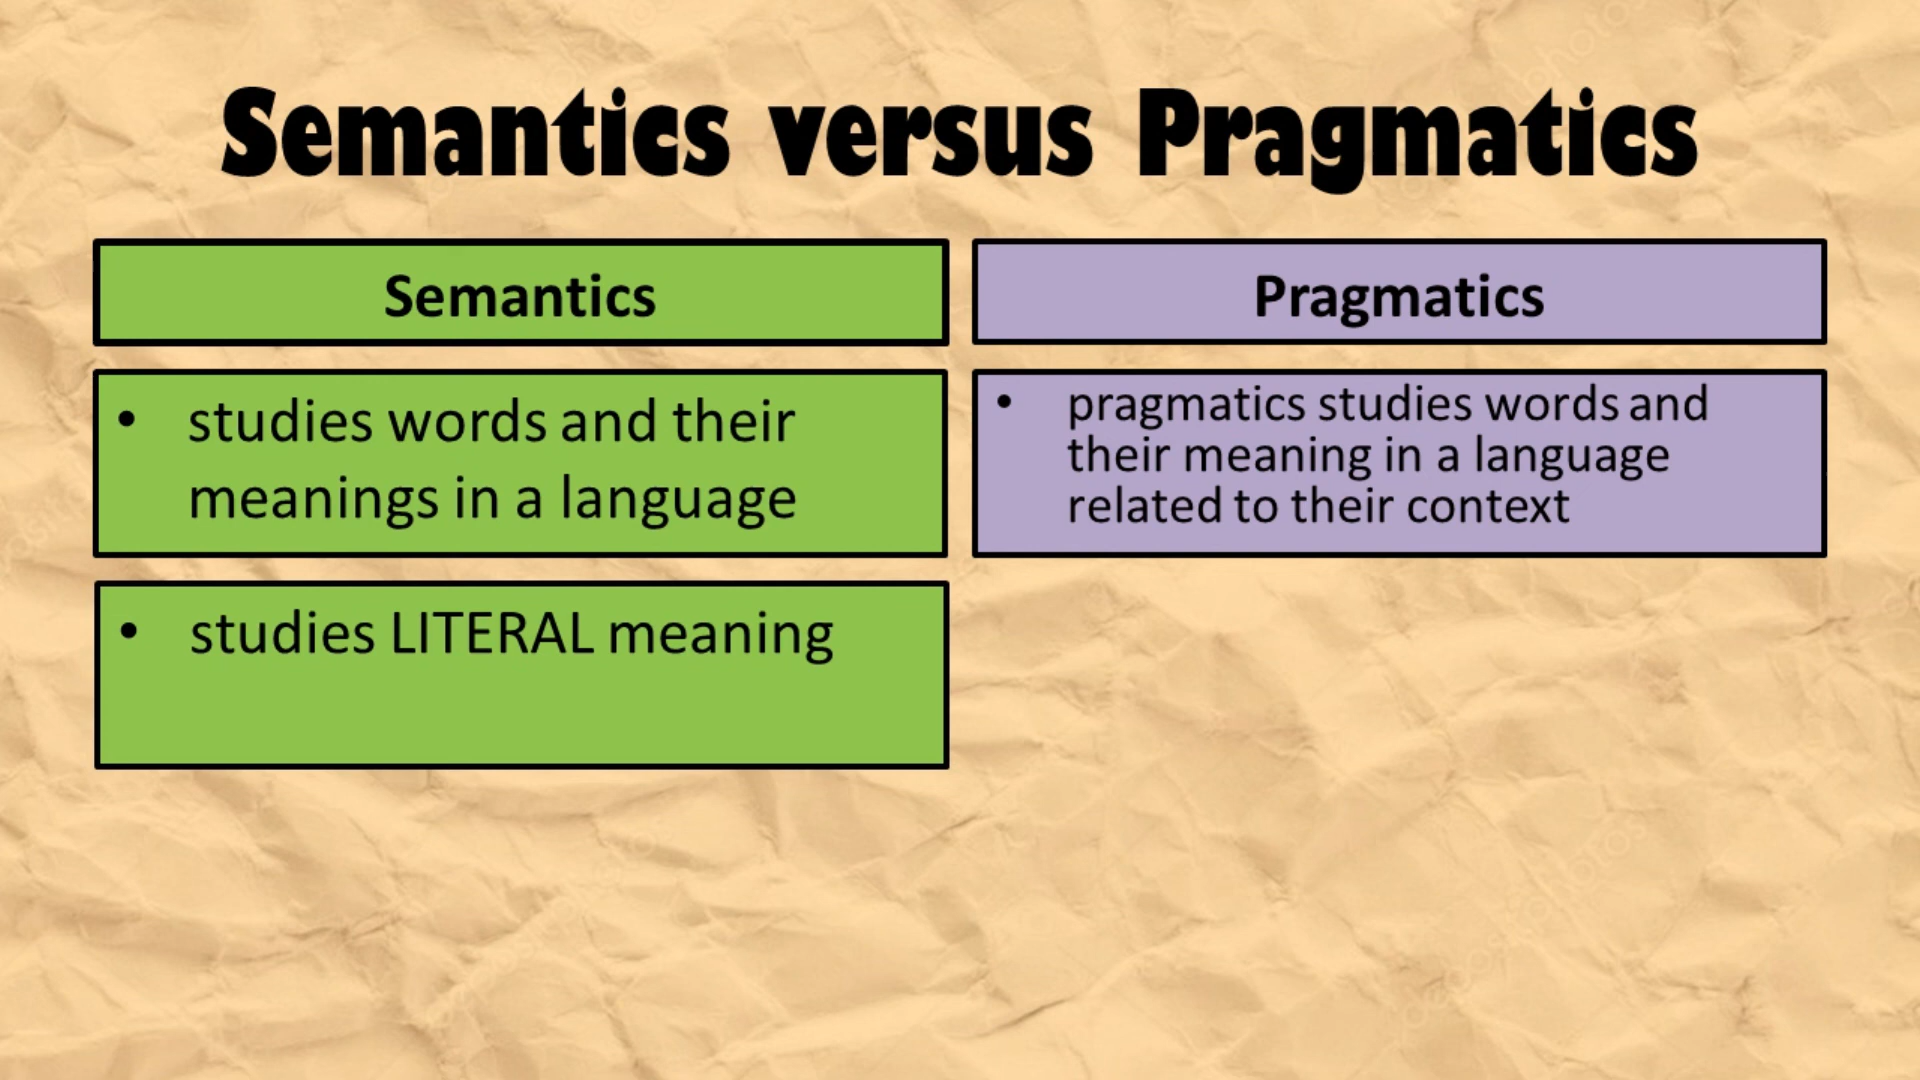 Semantics versus Pragmatics
Semantics
Pragmatics
• studies words and their
meanings in a language
• pragmatics studies words and
their meaning in a language
related to their context
• studies LITERAL meaning